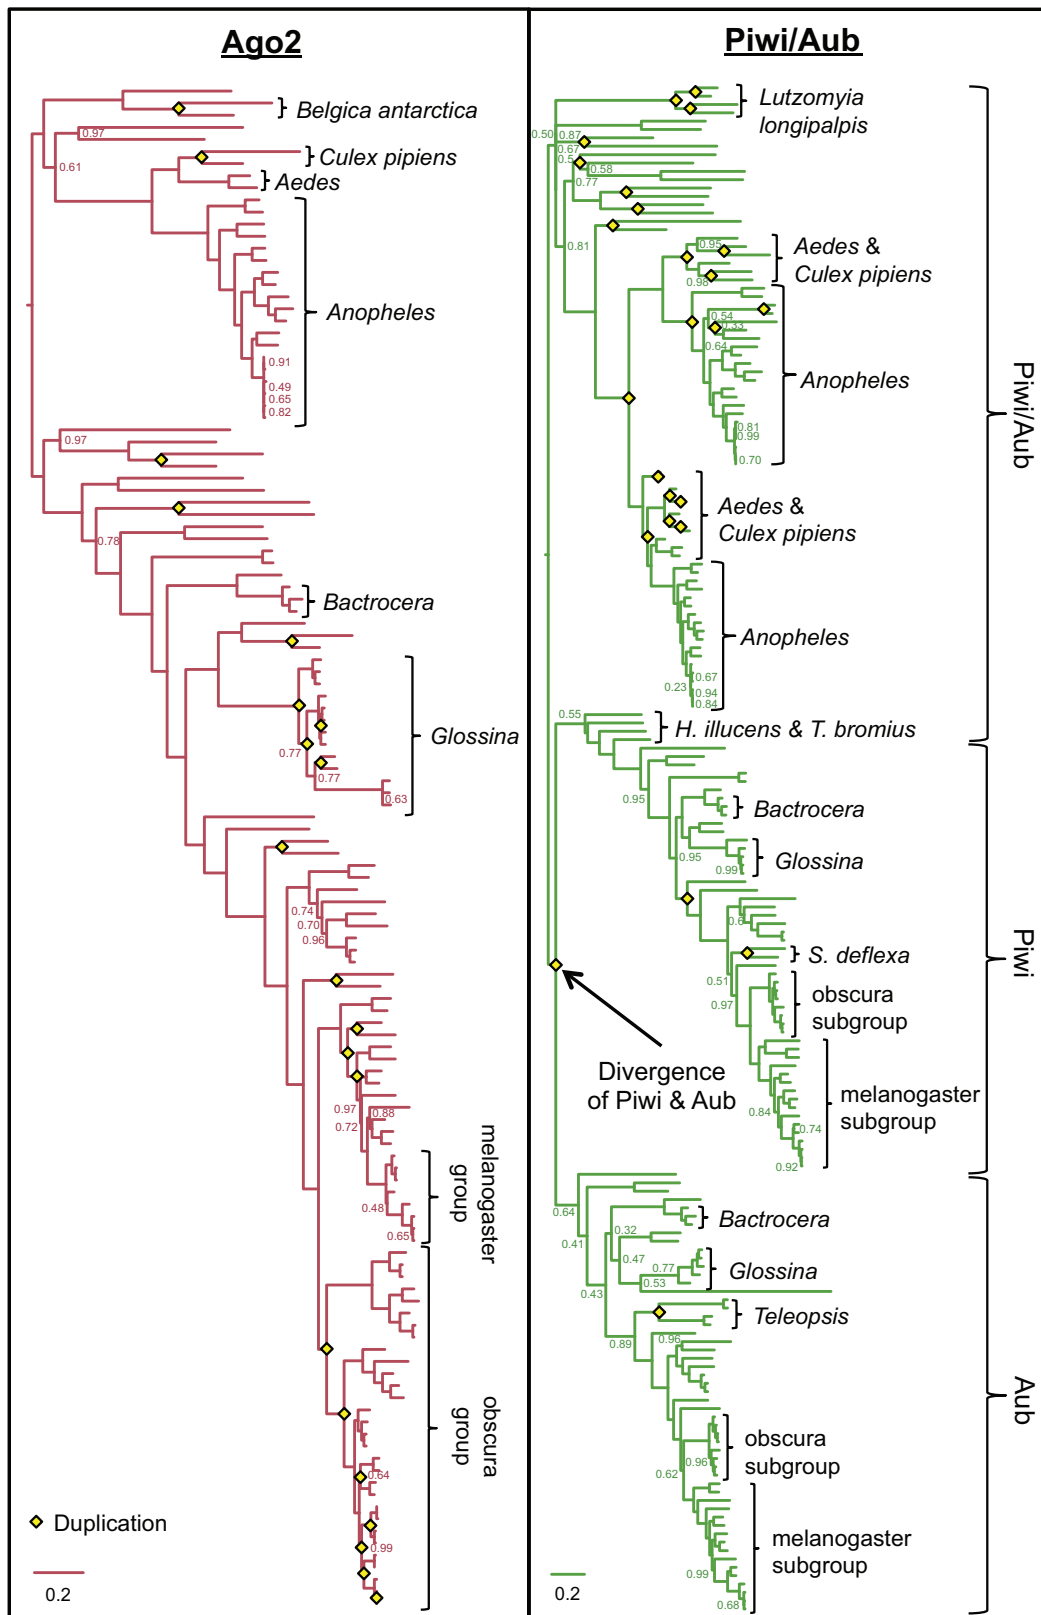 Ago2
Belgica antarctica
0.97
Culex pipiens
0.61
Aedes
Anopheles
0.91
0.49
0.65
0.82
0.97
0.78
Bactrocera
Glossina
0.77
0.77
0.63
0.74
0.70
0.96
0.97
0.88
0.72
melanogaster
group
0.48
0.65
obscura
group
0.64
0.99
Duplication
0.2
Piwi/Aub
Lutzomyia
longipalpis
0.50
0.87
0.67
0.58
0.77
0.81
0.95
Aedes &
Culex pipiens
0.98
0.54
0.33
0.64
Anopheles
0.81
0.99
0.70
Piwi/Aub
Aedes &
Culex pipiens
Anopheles
0.67
0.23
0.94
0.84
0.55
H. illucens & T. bromius
0.95
Bactrocera
0.95
Glossina
0.99
S. deflexa
0.51
0.97
obscura
subgroup
Piwi
Divergence
of Piwi & Aub
melanogaster
subgroup
0.84
0.74
0.92
0.64
Bactrocera
0.32
0.41
0.47
0.77
Glossina
0.53
0.43
Teleopsis
0.89
0.96
Aub
obscura
subgroup
0.96
0.62
melanogaster
subgroup
0.99
0.68
0.2